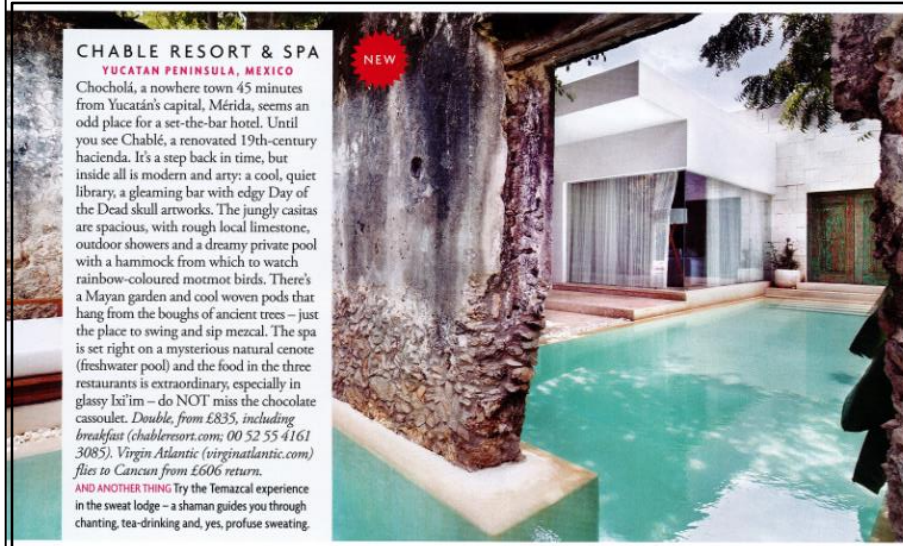 CHABLE RESORT & SPA
YUCATAN PENINSULA, MEXICO
NEW
Chocholá, a nowhere town 45 minutes
from Yucatán's capital, Mérida, seems an
odd place for a set-the-bar hotel. Until
you see Chablé, a renovated 19th-century
hacienda. It's a step back in time, but
inside all is modern and arty: a cool, quiet
library, a gleaming bar with edgy Day of
the Dead skull artworks. The jungly casitas
are spacious, with rough local limestone,
outdoor showers and a dreamy private pool
with a hammock from which to watch
rainbow-coloured motmot birds. There's
a Mayan garden and cool woven pods that
hang from the boughs of ancient trees – just
the place to swing and sip mezcal. The spa
is set right on a mysterious natural cenote
(freshwater pool) and the food in the three
restaurants is extraordinary, especially in
glassy Ixi'im – do NOT miss the chocolate
cassoulet. Double, from £835, including
breakfast (chableresort.com; 00 52 55 4161
3085). Virgin Atlantic (virginatlantic.com)
flies to Cancun from £606 return.
AND ANOTHER THING Try the Temazcal experience
in the sweat lodge – a shaman guides you through
chanting, tea-drinking and, yes, profuse sweating.